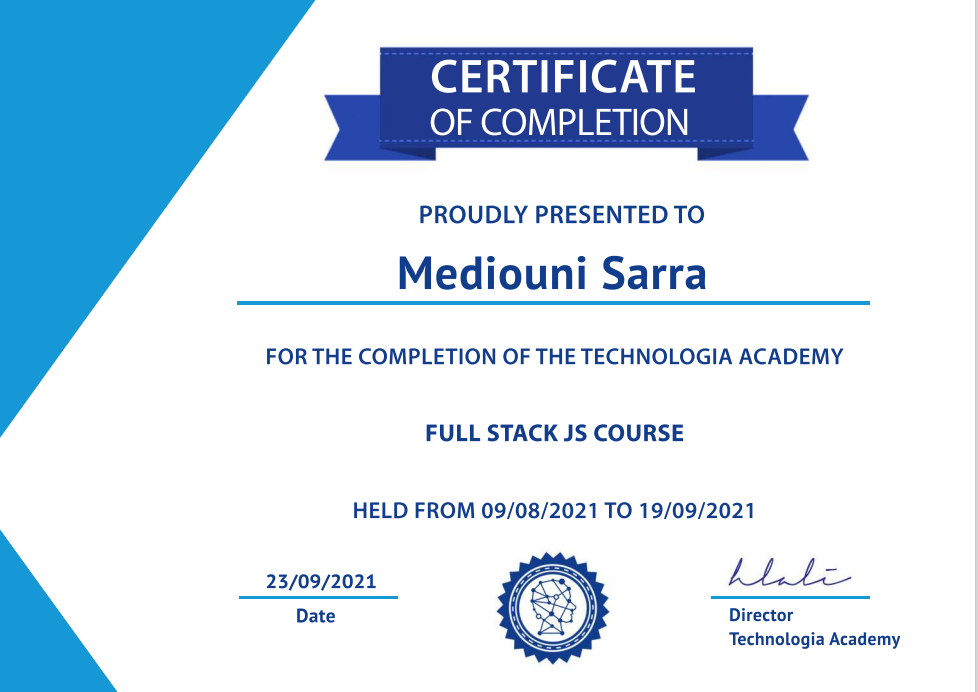 CERTIFICATE
OF COMPLETION
PROUDLY PRESENTED TO
Mediouni Sarra
FOR THE COMPLETION OF THE TECHNOLOGIA ACADEMY
FULL STACK JS COURSE
HELD FROM 09/08/2021 TO 19/09/2021
23/09/2021
Date
Director
Technologia Academy